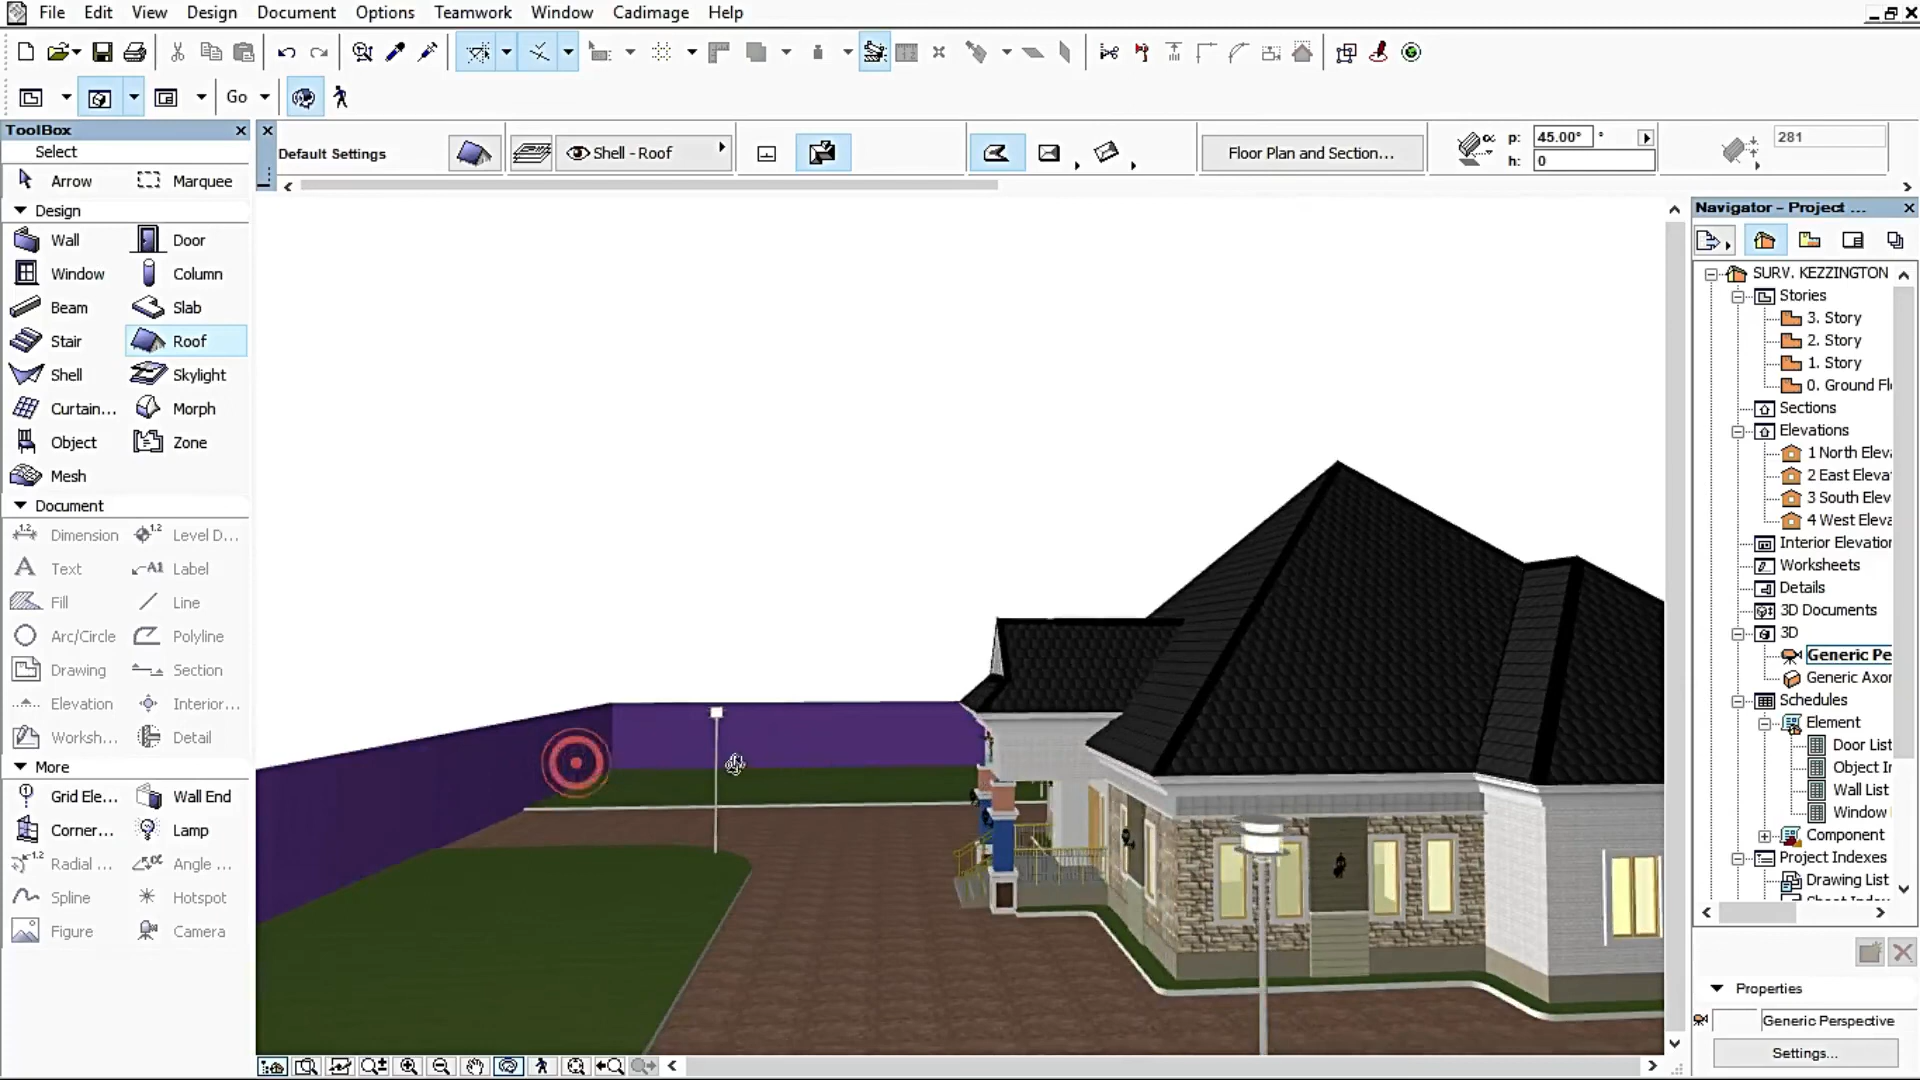 File Edit View Design Document Options Teamwork Window Cadimage Help
Go
ToolBox
Select
Arrow Marquee
Design
Wall Door
Window Column
Beam Slab
Stair Roof
Shell Skylight
Curtain... Morph
Object Zone
Mesh
Document
Dimension Level D...
Text Label
Fill Line
Arc/Circle Polyline
Drawing Section
Elevation Interior...
Worksh... Detail
More
Grid Ele... Wall End
Corner... Lamp
Radial ... Angle ...
Spline Hotspot
Figure Camera
Default Settings
Shell - Roof
Floor Plan and Section...
p: 45.00° °
h: 0
281
Navigator - Project ...
SURV. KEZZINGTON
Stories
3. Story
2. Story
1. Story
0. Ground Fl
Sections
Elevations
1 North Elev
2 East Eleva
3 South Elev
4 West Eleva
Interior Elevation
Worksheets
Details
3D Documents
3D
Generic Pe
Generic Axo
Schedules
Element
Door List
Object In
Wall List
Window
Component
Project Indexes
Drawing List
Properties
Generic Perspective
Settings...